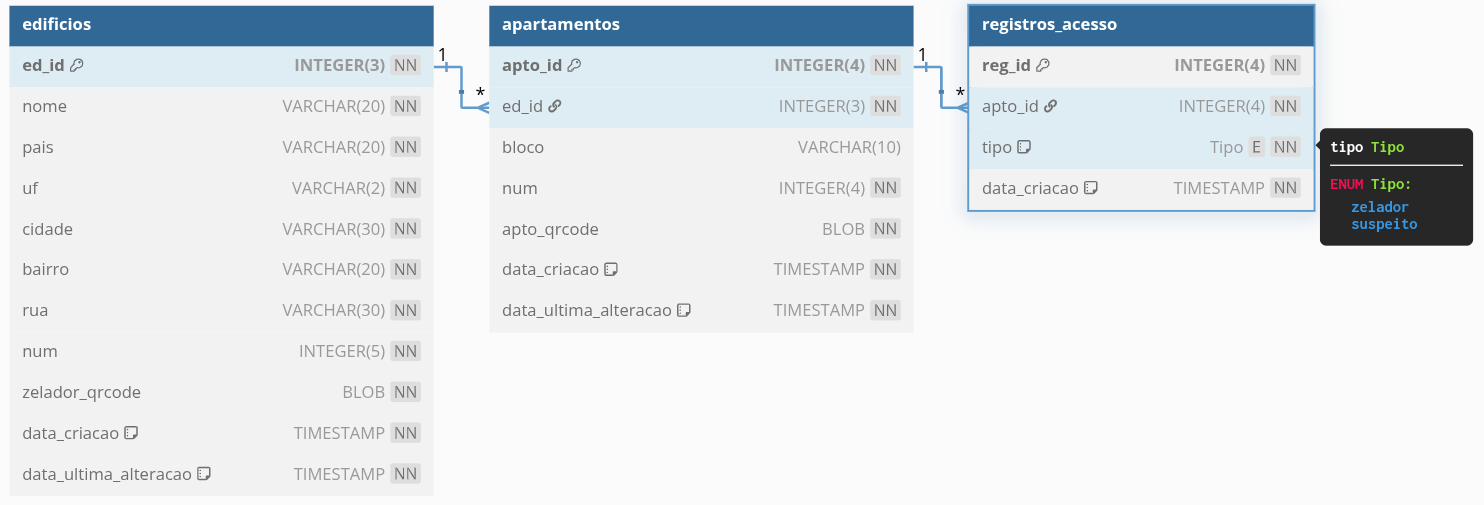 edificios
ed_id INTEGER(3) NN
nome VARCHAR(20) NN
pais VARCHAR(20) NN
uf VARCHAR(2) NN
cidade VARCHAR(30) NN
bairro VARCHAR(20) NN
rua VARCHAR(30) NN
num INTEGER(5) NN
zelador_qrcode BLOB NN
data_criacao TIMESTAMP NN
data_ultima_alteracao TIMESTAMP NN
1
*
apartamentos
apto_id INTEGER(4) NN
ed_id INTEGER(3) NN
bloco VARCHAR(10)
num INTEGER(4) NN
apto_qrcode BLOB NN
data_criacao TIMESTAMP NN
data_ultima_alteracao TIMESTAMP NN
1
*
registros_acesso
reg_id INTEGER(4) NN
apto_id INTEGER(4) NN
tipo Tipo E NN
data_criacao TIMESTAMP NN
tipo Tipo
ENUM Tipo:
zelador
suspeito